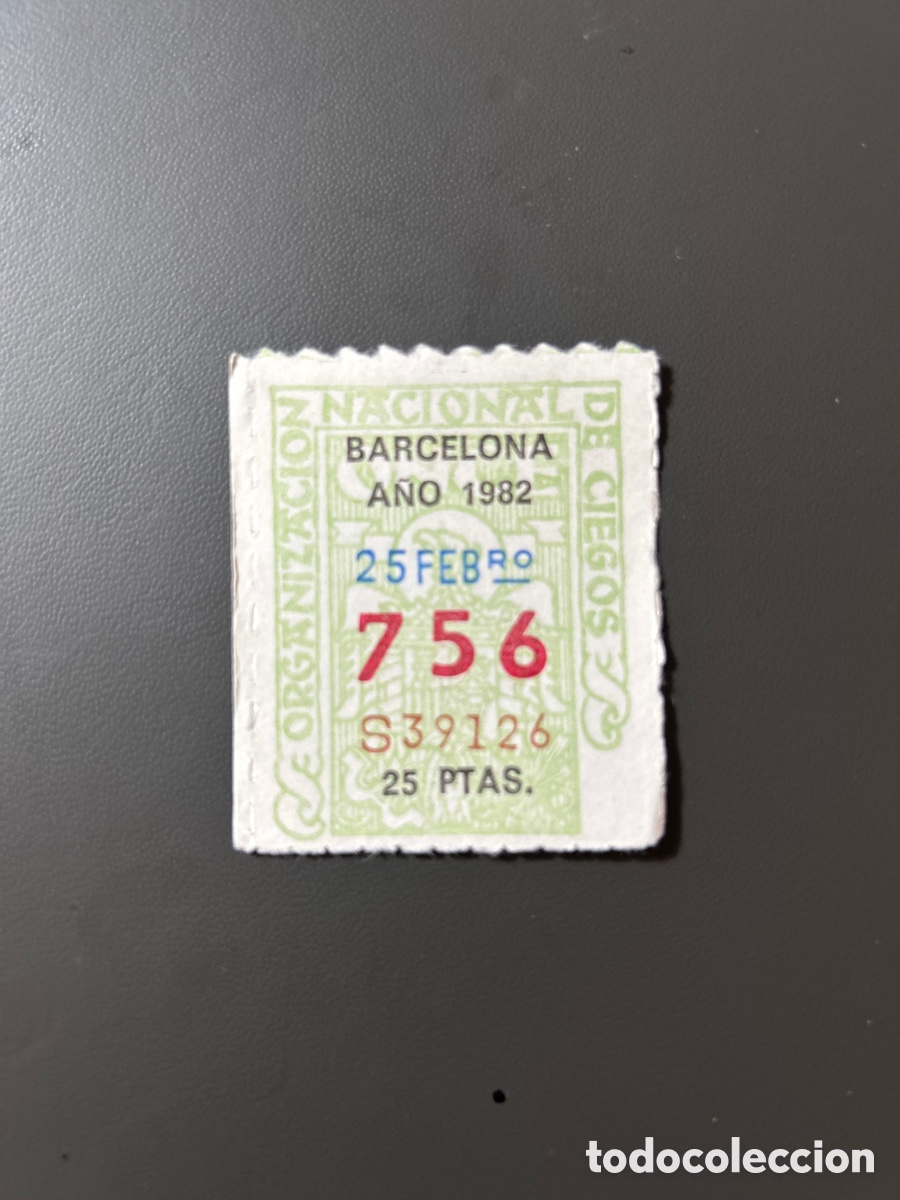 ORGANIZACION NACIONAL DE CIEGOS
BARCELONA
AÑO 1982
25 FEBRº
756
S39126
25 PTAS.
todocoleccion